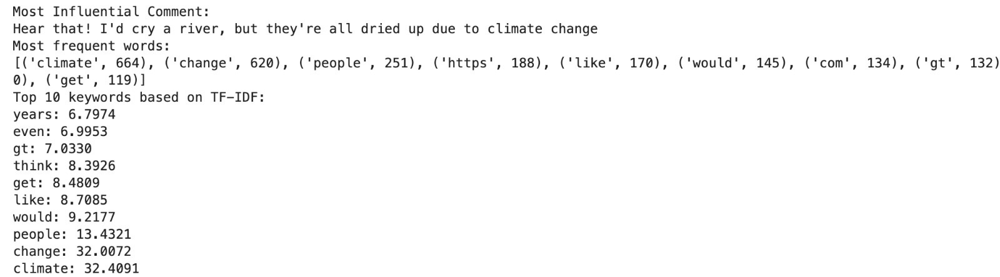 Most Influential Comment:
Hear that! I'd cry a river, but they're all dried up due to climate change
Most frequent words:
[('climate', 664), ('change', 620), ('people', 251), ('https', 188), ('like', 170), ('would', 145), ('com', 134), ('gt', 132)
0), ('get', 119)]
Top 10 keywords based on TF-IDF:
years: 6.7974
even: 6.9953
gt: 7.0330
think: 8.3926
get: 8.4809
like: 8.7085
would: 9.2177
people: 13.4321
change: 32.0072
climate: 32.4091